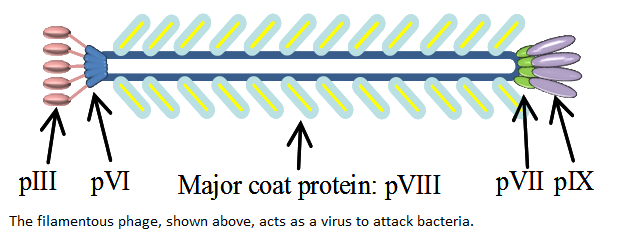 pIII pVI Major coat protein: pVIII pVII pIX
The filamentous phage, shown above, acts as a virus to attack bacteria.